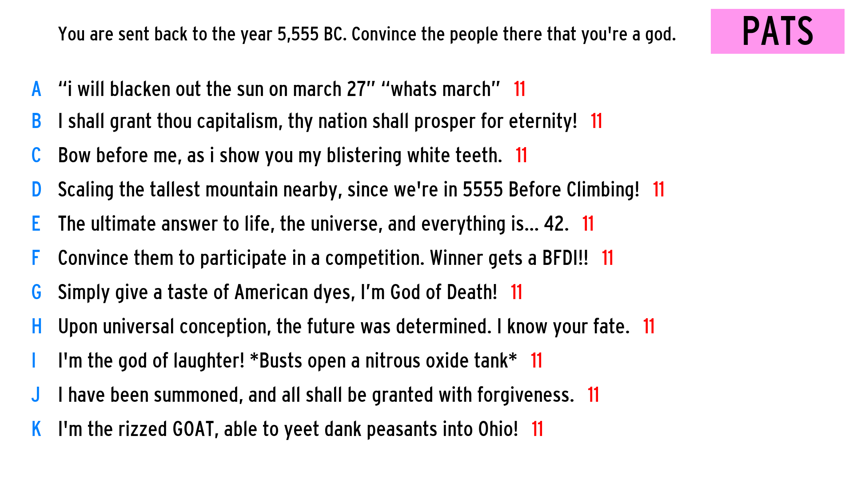 You are sent back to the year 5,555 BC. Convince the people there that you're a god.
PATS
A “i will blacken out the sun on march 27” “whats march” 11
B I shall grant thou capitalism, thy nation shall prosper for eternity! 11
C Bow before me, as i show you my blistering white teeth. 11
D Scaling the tallest mountain nearby, since we're in 5555 Before Climbing! 11
E The ultimate answer to life, the universe, and everything is... 42. 11
F Convince them to participate in a competition. Winner gets a BFDI!! 11
G Simply give a taste of American dyes, I’m God of Death! 11
H Upon universal conception, the future was determined. I know your fate. 11
I I'm the god of laughter! *Busts open a nitrous oxide tank* 11
J I have been summoned, and all shall be granted with forgiveness. 11
K I'm the rizzed GOAT, able to yeet dank peasants into Ohio! 11